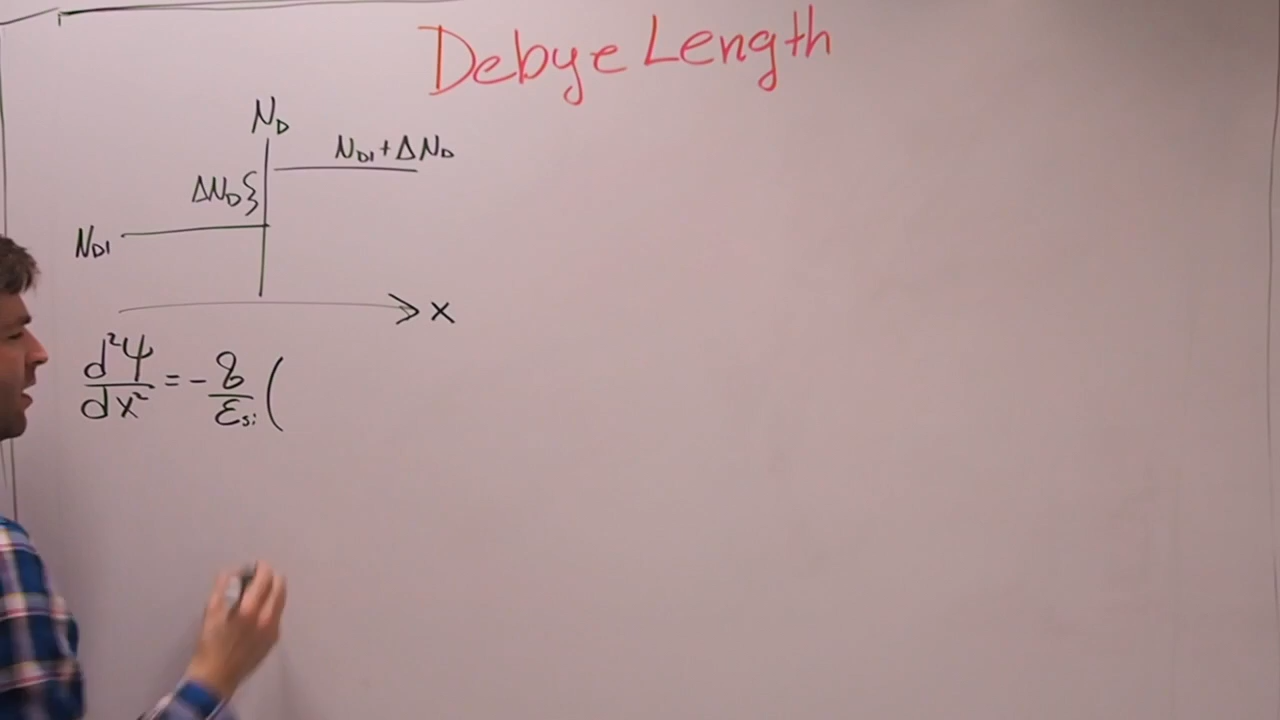 Debye Length
N_D
N_D1 + ΔN_D
ΔN_D {
N_D1
x
d²ψ/dx² = - q/ε_si (